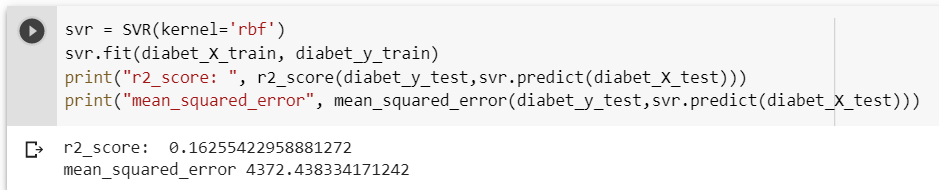 svr = SVR(kernel='rbf')
svr.fit(diabet_X_train, diabet_y_train)
print("r2_score: ", r2_score(diabet_y_test,svr.predict(diabet_X_test)))
print("mean_squared_error", mean_squared_error(diabet_y_test,svr.predict(diabet_X_test)))
r2_score:  0.16255422958881272
mean_squared_error 4372.438334171242